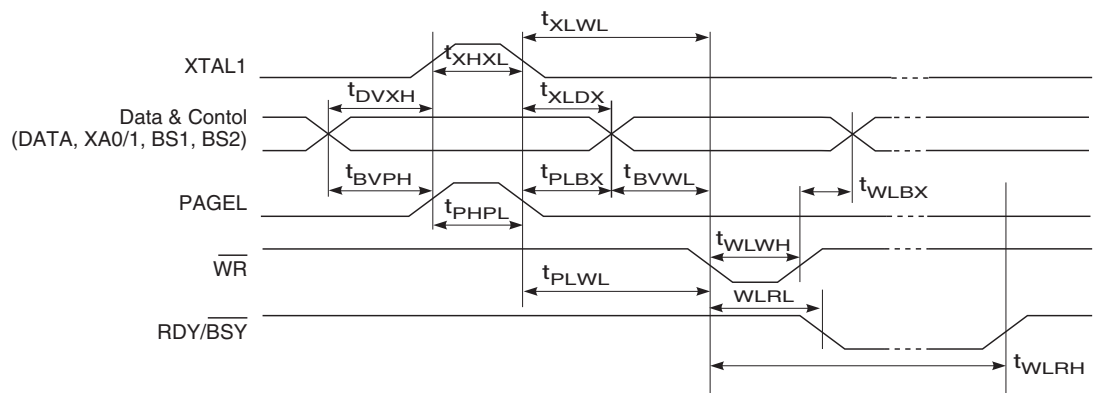 tXLWL
XTAL1
tXHXL
tDVXH
tXLDX
Data & Contol
(DATA, XA0/1, BS1, BS2)
tBVPH
tPLBX
tBVWL
tWLBX
PAGEL
tPHPL
WR
tWLWH
tPLWL
WLRL
RDY/BSY
tWLRH